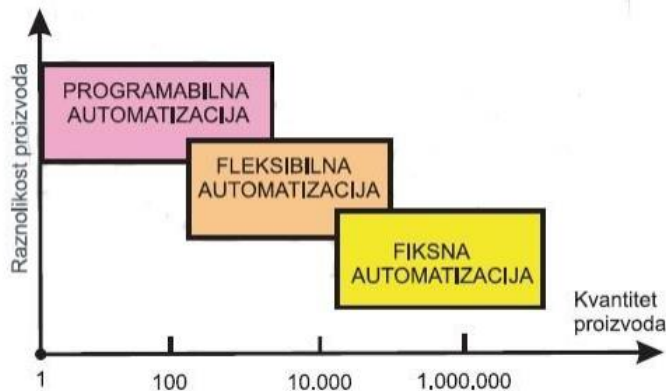 Raznolikost proizvoda
PROGRAMABILNA
AUTOMATIZACIJA
FLEKSIBILNA
AUTOMATIZACIJA
FIKSNA
AUTOMATIZACIJA
Kvantitet
proizvoda
1
100
10.000
1,000.000